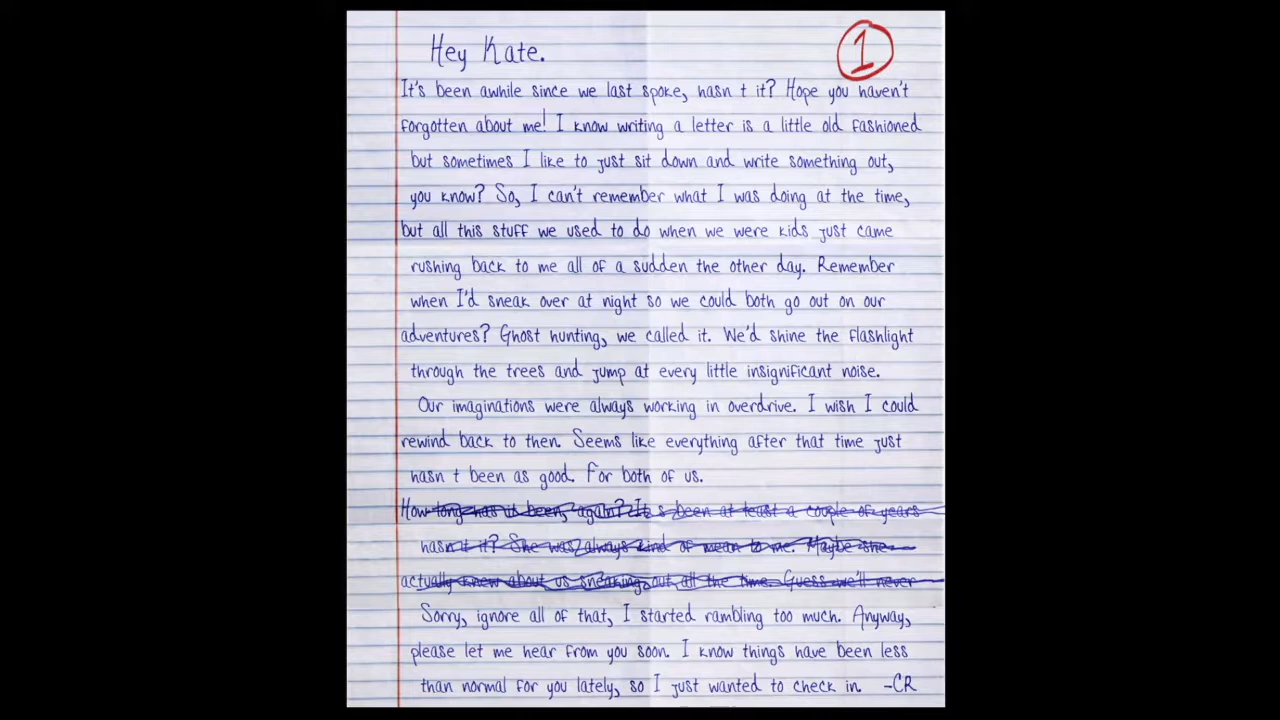 Hey Kate.
1
It's been awhile since we last spoke, hasn t it? Hope you haven't
forgotten about me! I know writing a letter is a little old fashioned
but sometimes I like to just sit down and write something out,
you know? So, I can't remember what I was doing at the time,
but all this stuff we used to do when we were kids just came
rushing back to me all of a sudden the other day. Remember
when I'd sneak over at night so we could both go out on our
adventures? Ghost hunting, we called it. We'd shine the flashlight
through the trees and jump at every little insignificant noise.
Our imaginations were always working in overdrive. I wish I could
rewind back to then. Seems like everything after that time just
hasn t been as good. For both of us.
How long has it been, again? It s been at least a couple of years
hasn t it? She was always kind of mean to me. Maybe she
actually knew about us sneaking out all the time. Guess we'll never
Sorry, ignore all of that, I started rambling too much. Anyway,
please let me hear from you soon. I know things have been less
than normal for you lately, so I just wanted to check in. -CR